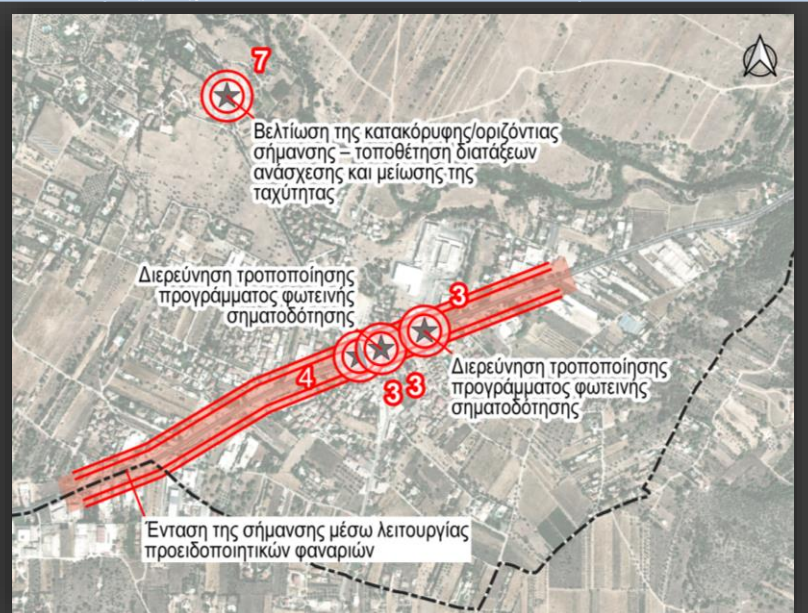 7
Βελτίωση της κατακόρυφης/οριζόντιας
σήμανσης – τοποθέτηση διατάξεων
ανάσχεσης και μείωσης της
ταχύτητας
Διερεύνηση τροποποίησης
προγράμματος φωτεινής
σηματοδότησης
3
4
3 3
Διερεύνηση τροποποίησης
προγράμματος φωτεινής
σηματοδότησης
Ένταση της σήμανσης μέσω λειτουργίας
προειδοποιητικών φαναριών